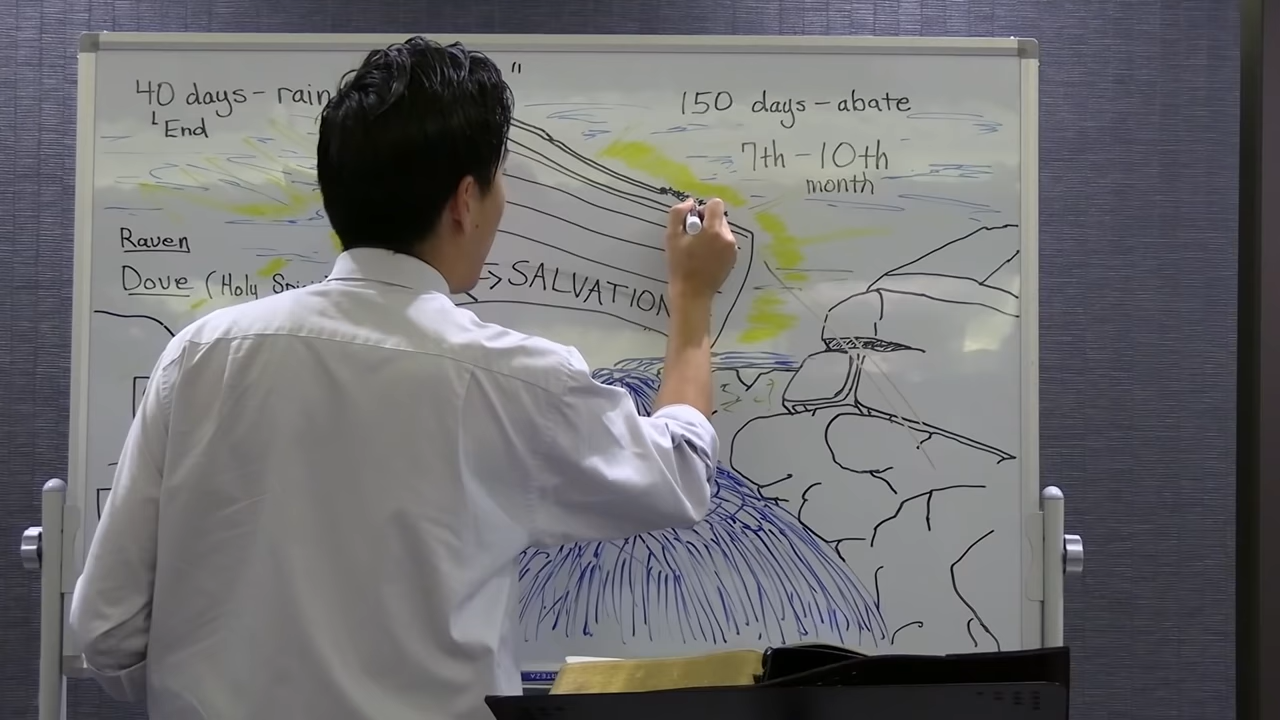 40 days - rain
"
↳End
150 days - abate
7th - 10th
month
Raven
Dove (Holy
→ SALVATION